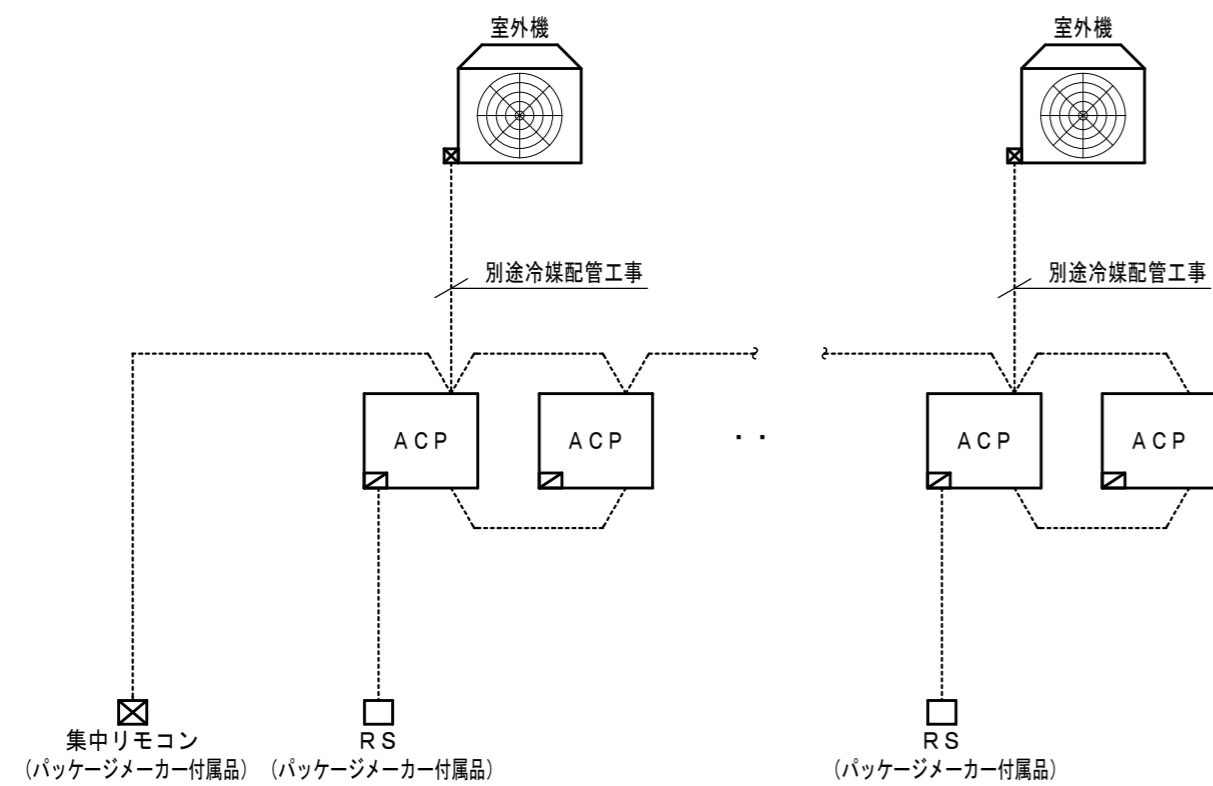 室外機
室外機
別途冷媒配管工事
別途冷媒配管工事
ACP
ACP
・・
ACP
ACP
集中リモコン
(パッケージメーカー付属品)
RS
(パッケージメーカー付属品)
RS
(パッケージメーカー付属品)